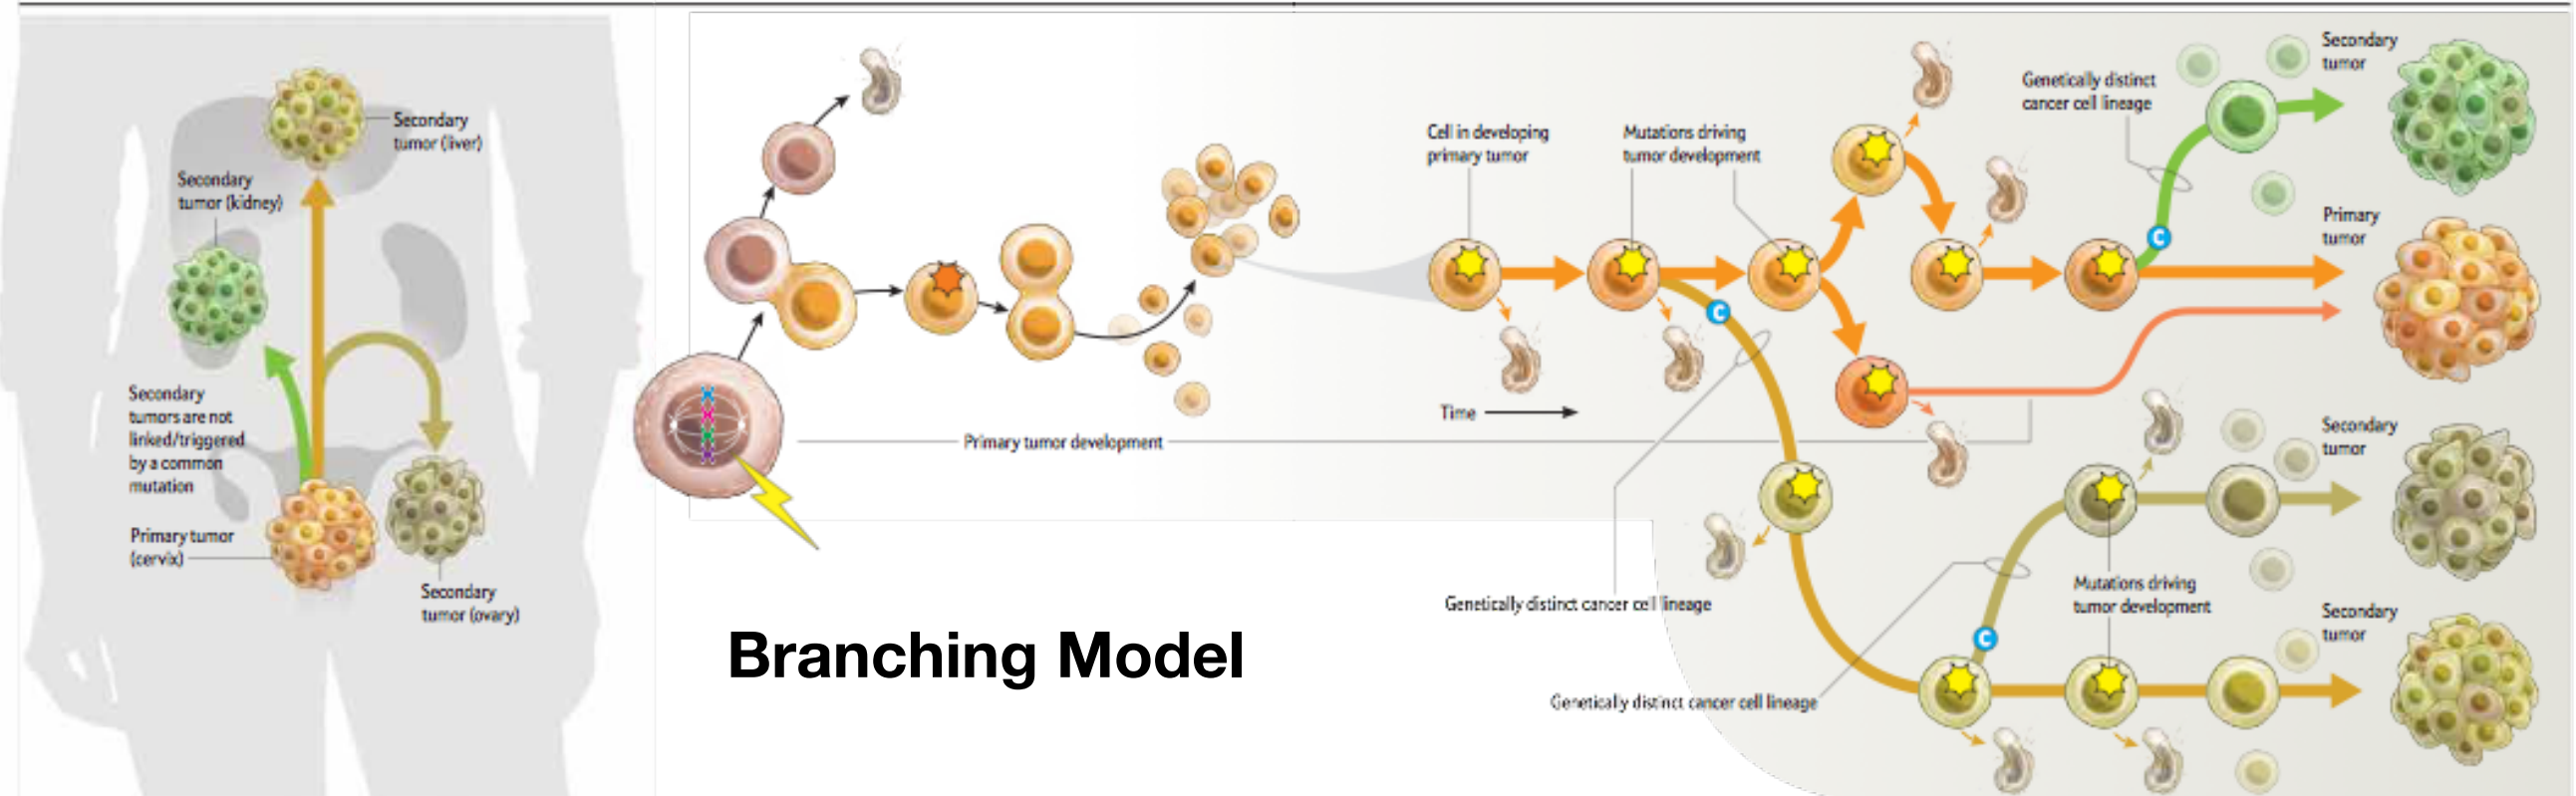 Secondary
tumor (liver)
Secondary
tumor (kidney)
Secondary
tumors are not
linked/triggered
by a common
mutation
Primary tumor
(cervix)
Secondary
tumor (ovary)
Primary tumor development
Cell in developing
primary tumor
Mutations driving
tumor development
Time
Genetically distinct
cancer cell lineage
C
Secondary
tumor
Primary
tumor
C
Secondary
tumor
Genetically distinct cancer cell lineage
Mutations driving
tumor development
C
Secondary
tumor
Genetically distinct cancer cell lineage
Branching Model